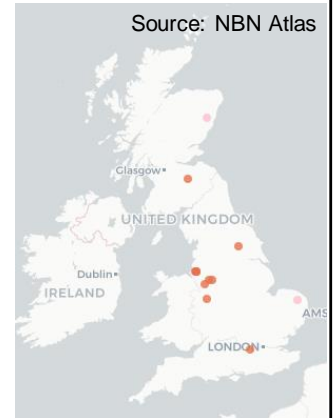 Source: NBN Atlas
Glasgow
UNITED KINGDOM
Dublin
IRELAND
AMS
LONDON